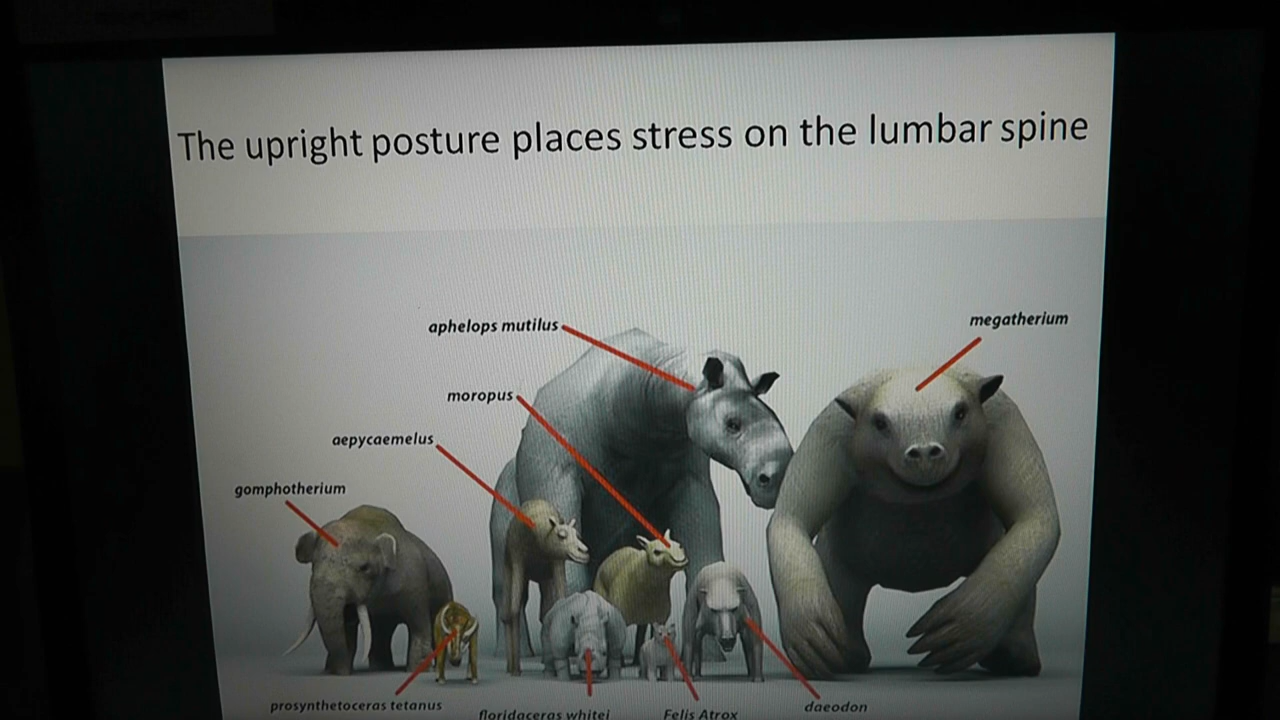 The upright posture places stress on the lumbar spine
aphelops mutilus
megatherium
moropus
aepycaemelus
gomphotherium
prosynthetoceras tetanus
floridaceras whitei
Felis Atrox
daeodon